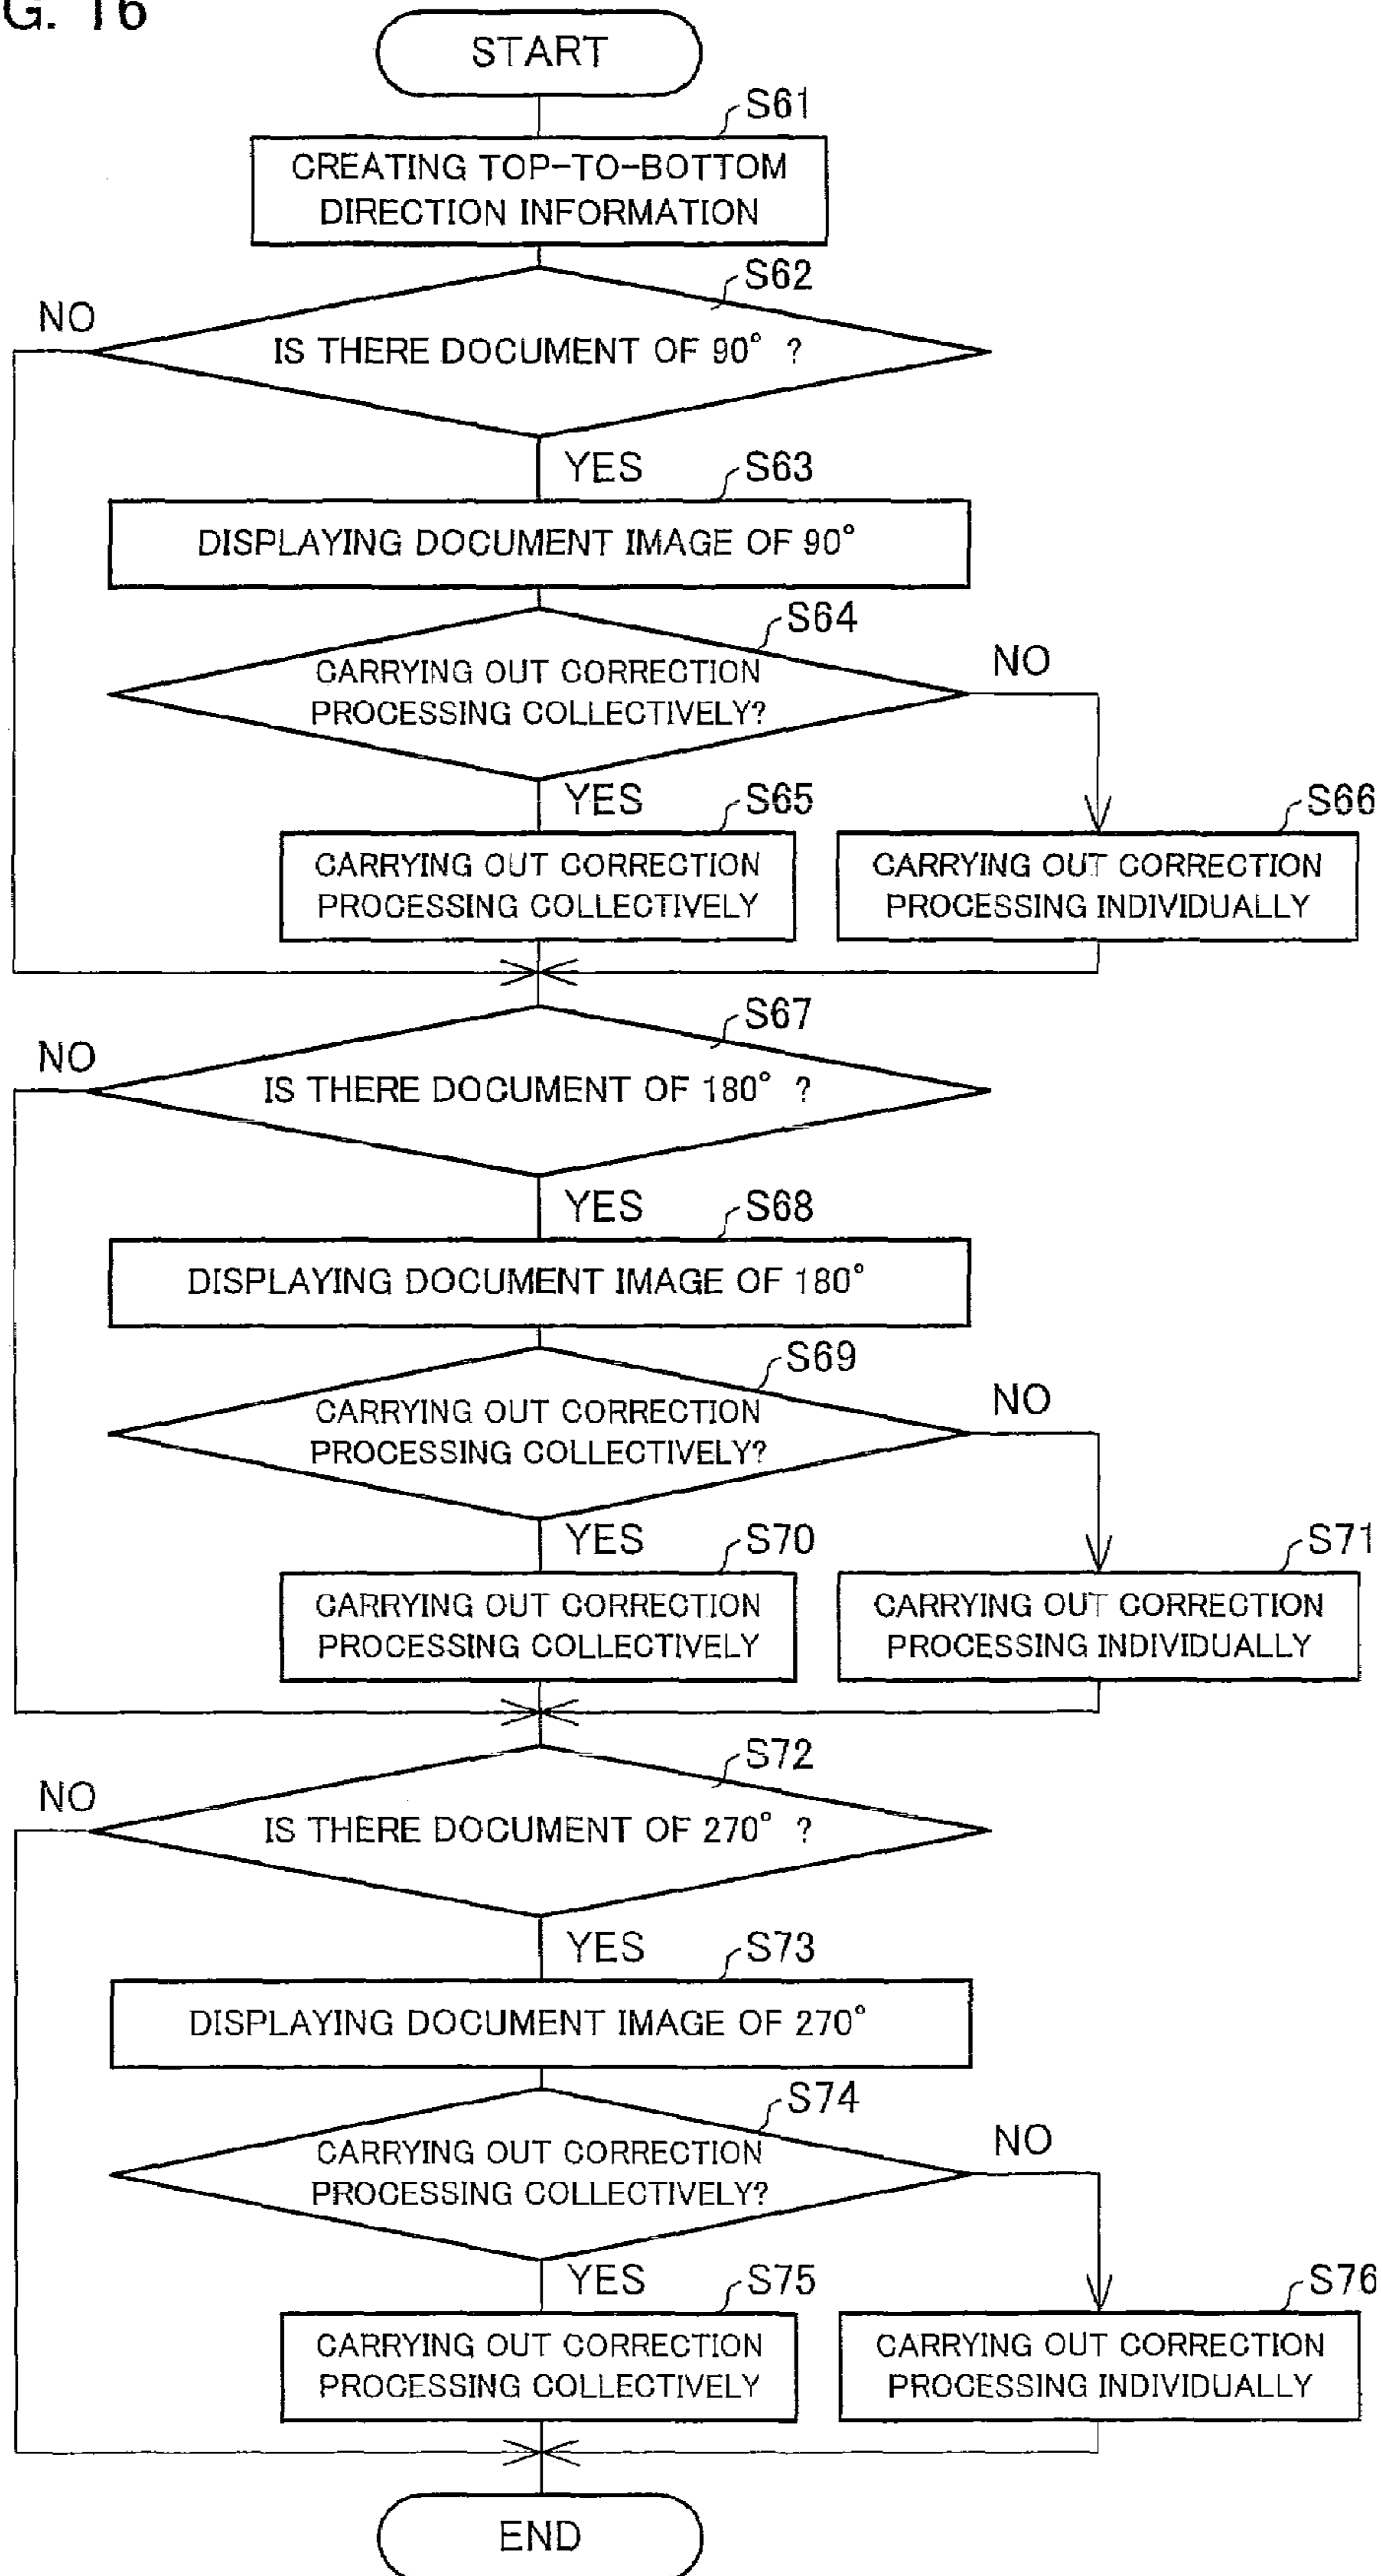 G. 16
START
S61
CREATING TOP-TO-BOTTOM
DIRECTION INFORMATION
S62
NO
IS THERE DOCUMENT OF 90° ?
YES
S63
DISPLAYING DOCUMENT IMAGE OF 90°
S64
CARRYING OUT CORRECTION
PROCESSING COLLECTIVELY?
NO
YES
S65
S66
CARRYING OUT CORRECTION
PROCESSING COLLECTIVELY
CARRYING OUT CORRECTION
PROCESSING INDIVIDUALLY
S67
NO
IS THERE DOCUMENT OF 180° ?
YES
S68
DISPLAYING DOCUMENT IMAGE OF 180°
S69
CARRYING OUT CORRECTION
PROCESSING COLLECTIVELY?
NO
YES
S70
S71
CARRYING OUT CORRECTION
PROCESSING COLLECTIVELY
CARRYING OUT CORRECTION
PROCESSING INDIVIDUALLY
S72
NO
IS THERE DOCUMENT OF 270° ?
YES
S73
DISPLAYING DOCUMENT IMAGE OF 270°
S74
CARRYING OUT CORRECTION
PROCESSING COLLECTIVELY?
NO
YES
S75
S76
CARRYING OUT CORRECTION
PROCESSING COLLECTIVELY
CARRYING OUT CORRECTION
PROCESSING INDIVIDUALLY
END